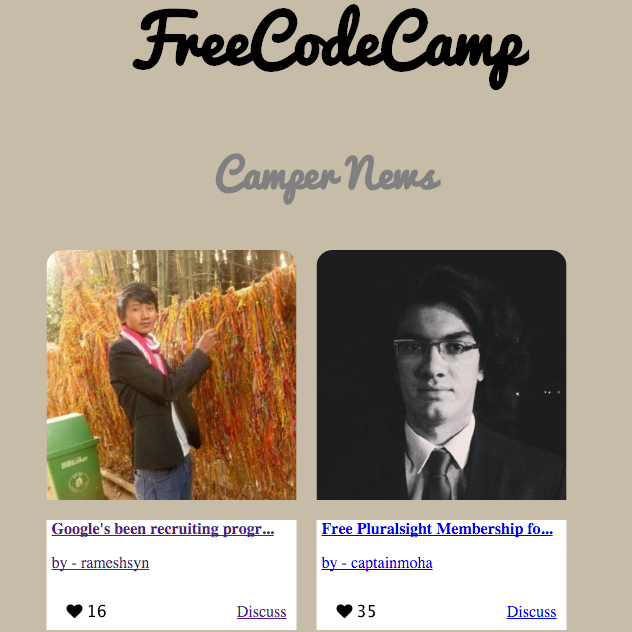 FreeCodeCamp
Camper News
Google's been recruiting progr...
by - rameshsyn
16 Discuss
Free Pluralsight Membership fo...
by - captainmoha
35 Discuss